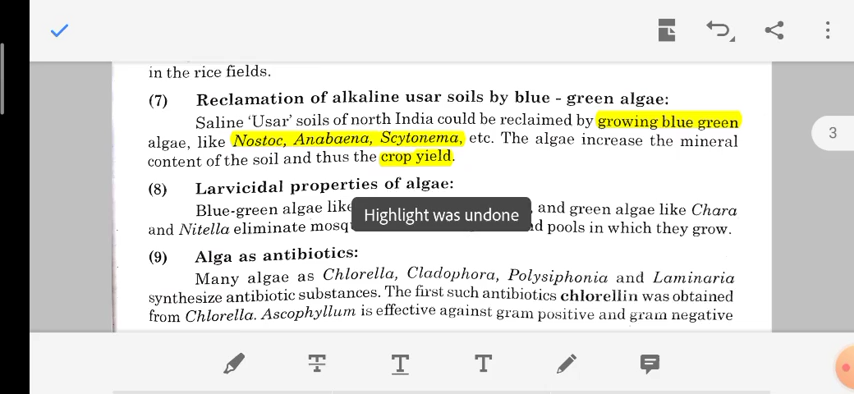 in the rice fields.
3
(7) Reclamation of alkaline usar soils by blue - green algae:
Saline ‘Usar’ soils of north India could be reclaimed by growing blue green
algae, like Nostoc, Anabaena, Scytonema, etc. The algae increase the mineral
content of the soil and thus the crop yield.
(8) Larvicidal properties of algae:
Blue-green algae like and green algae like Chara
Highlight was undone
and Nitella eliminate pools in which they grow.
(9) Alga as antibiotics:
Many algae as Chlorella, Cladophora, Polysiphonia and Laminaria
synthesize antibiotic substances. The first such antibiotics chlorellin was obtained
from Chlorella. Ascophyllum is effective against gram positive and gram negative
T T T